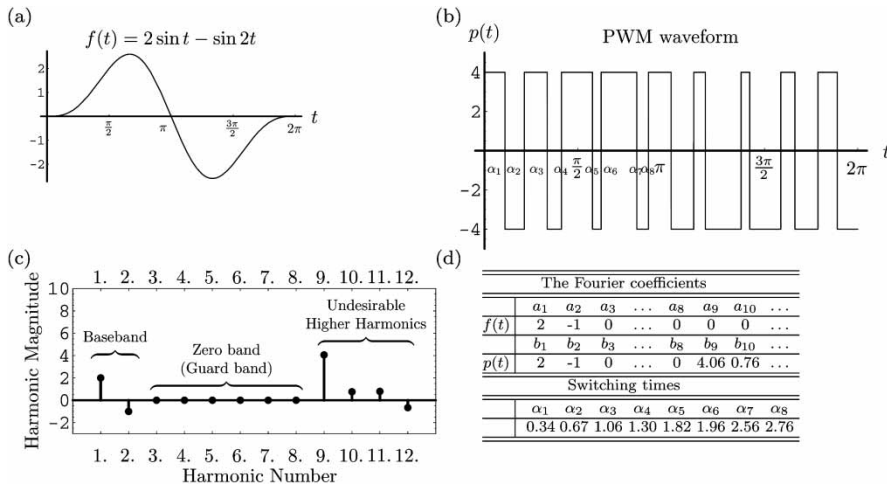 (a)
f(t) = 2 sin t − sin 2t
2
1
-1
-2
π/2
π
3π/2
2π
t
(b)
p(t)
PWM waveform
4
2
-2
-4
α1 α2 α3 α4 π/2 α5 α6 α7 α8 π
3π/2
2π
t
(c)
1. 2. 3. 4. 5. 6. 7. 8. 9. 10. 11. 12.
10
8
6
4
2
0
-2
Harmonic Magnitude
Baseband
Zero band
(Guard band)
Undesirable
Higher Harmonics
1. 2. 3. 4. 5. 6. 7. 8. 9. 10. 11. 12.
Harmonic Number
(d)
The Fourier coefficients
a1 a2 a3 ... a8 a9 a10 ...
f(t) 2 -1 0 ... 0 0 0 ...
b1 b2 b3 ... b8 b9 b10 ...
p(t) 2 -1 0 ... 0 4.06 0.76 ...
Switching times
α1 α2 α3 α4 α5 α6 α7 α8
0.34 0.67 1.06 1.30 1.82 1.96 2.56 2.76